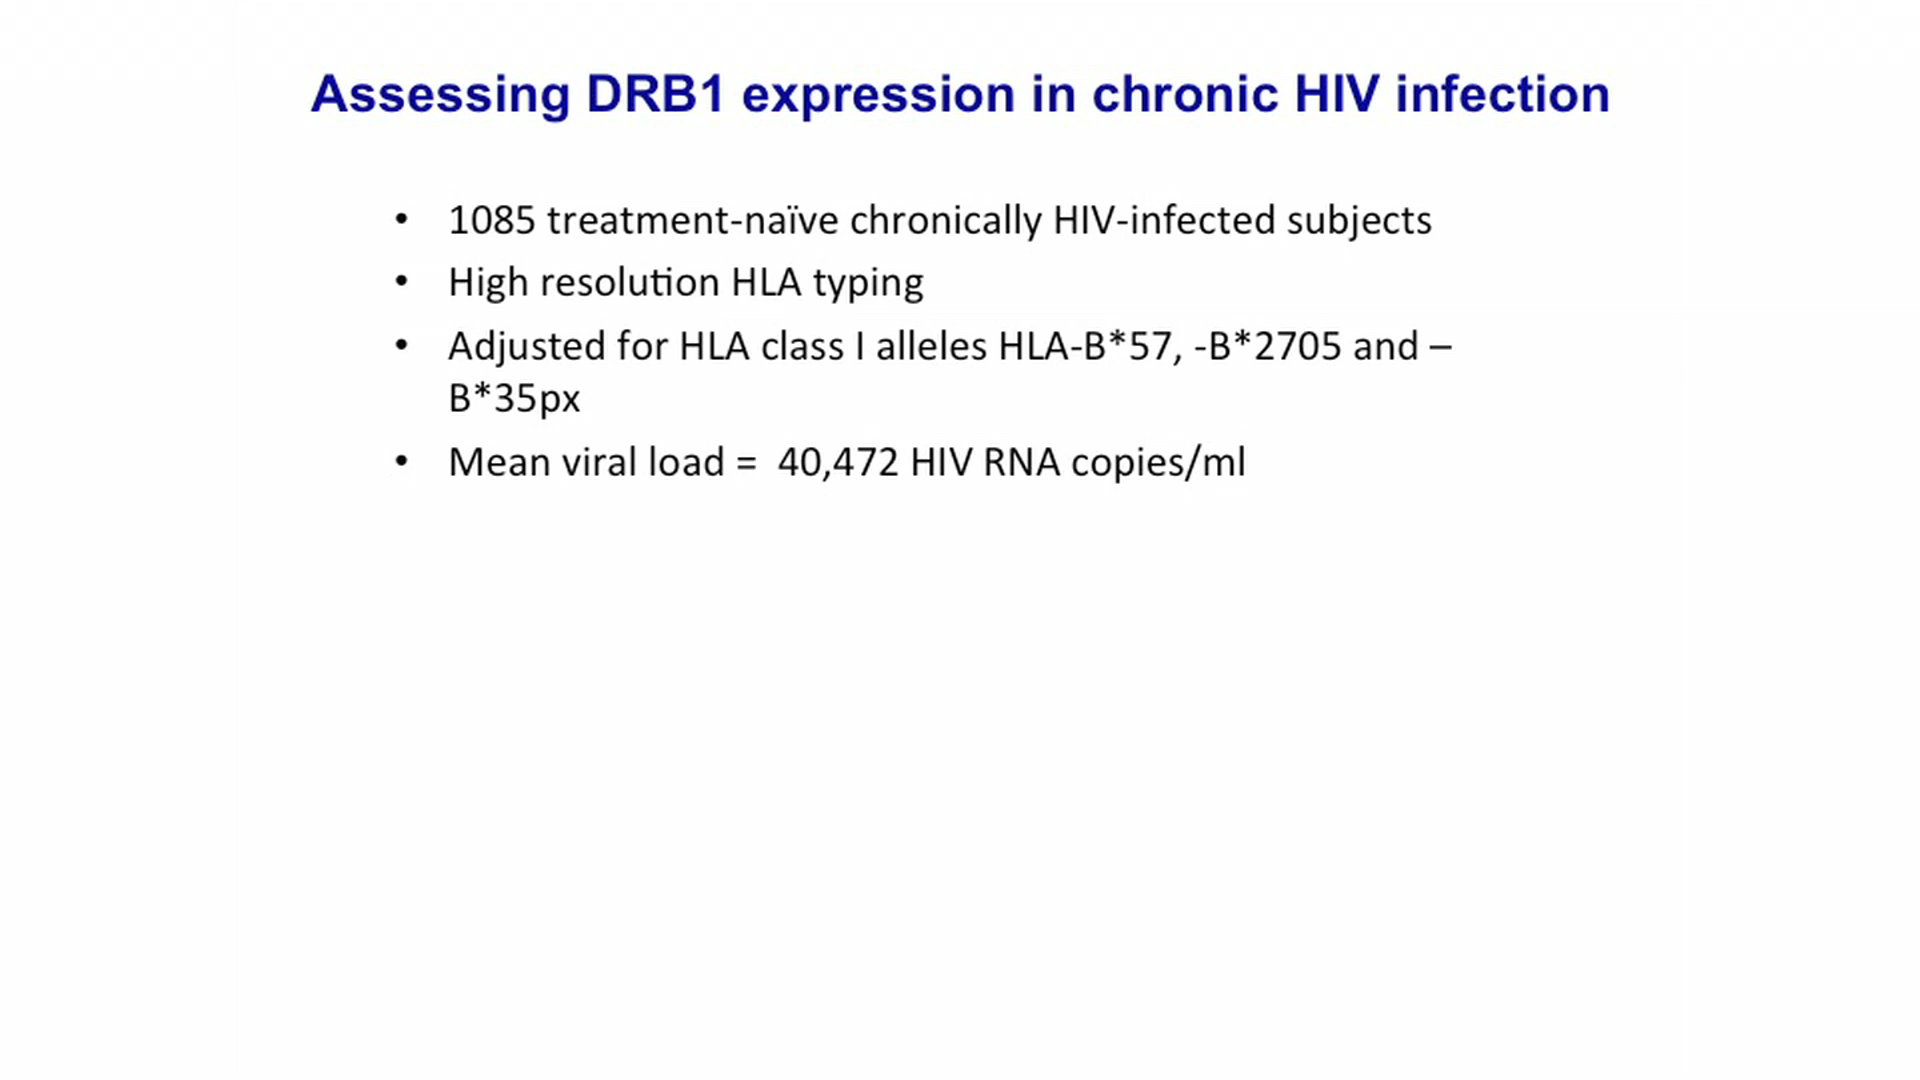 Assessing DRB1 expression in chronic HIV infection
• 1085 treatment-naïve chronically HIV-infected subjects
• High resolution HLA typing
• Adjusted for HLA class I alleles HLA-B*57, -B*2705 and –
B*35px
• Mean viral load =  40,472 HIV RNA copies/ml